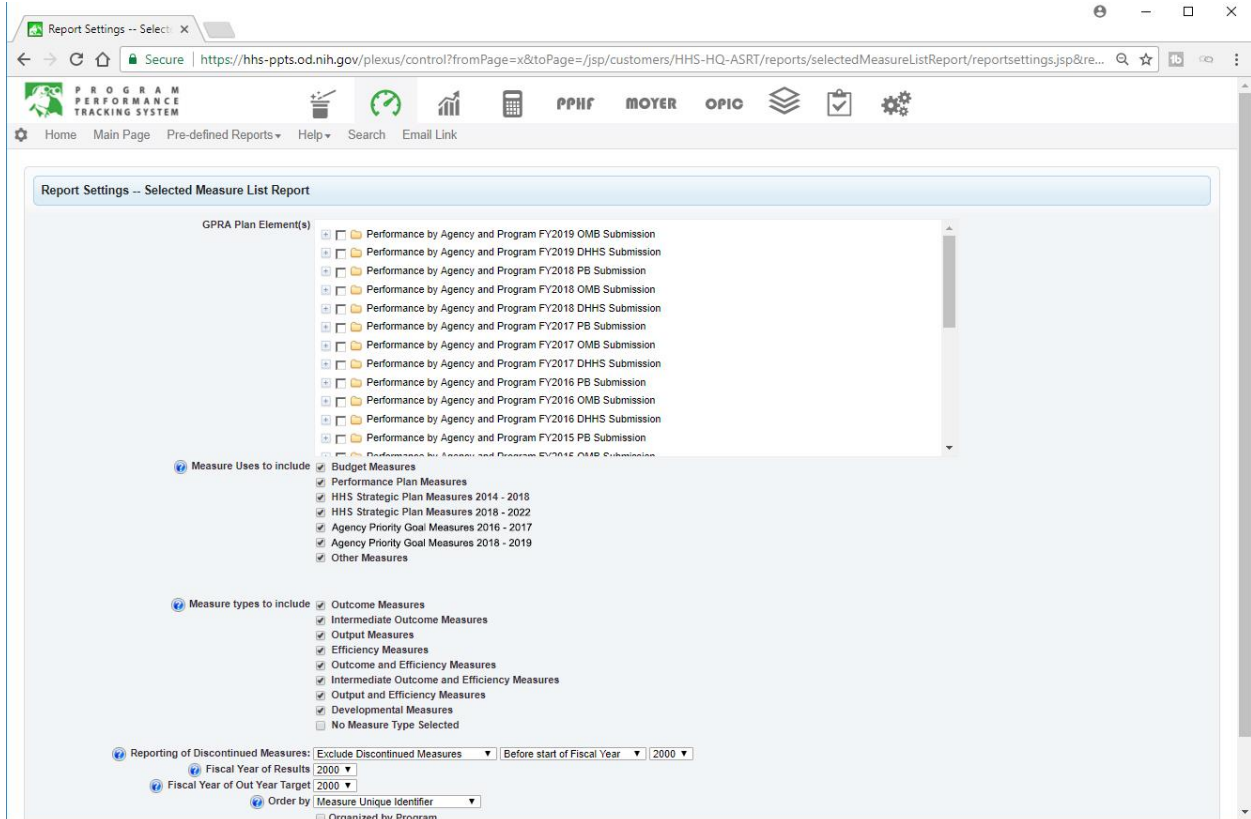 Report Settings -- Select
Secure | https://hhs-ppts.od.nih.gov/plexus/control?fromPage=x&toPage=/jsp/customers/HHS-HQ-ASRT/reports/selectedMeasureListReport/reportsettings.jsp&re...
PROGRAM
PERFORMANCE
TRACKING SYSTEM
PPHF MOYER OPIC
Home Main Page Pre-defined Reports Help Search Email Link
Report Settings -- Selected Measure List Report
GPRA Plan Element(s)
Performance by Agency and Program FY2019 OMB Submission
Performance by Agency and Program FY2019 DHHS Submission
Performance by Agency and Program FY2018 PB Submission
Performance by Agency and Program FY2018 OMB Submission
Performance by Agency and Program FY2018 DHHS Submission
Performance by Agency and Program FY2017 PB Submission
Performance by Agency and Program FY2017 OMB Submission
Performance by Agency and Program FY2017 DHHS Submission
Performance by Agency and Program FY2016 PB Submission
Performance by Agency and Program FY2016 OMB Submission
Performance by Agency and Program FY2016 DHHS Submission
Performance by Agency and Program FY2015 PB Submission
Performance by Agency and Program FY2015 OMB Submission
Measure Uses to include Budget Measures
Performance Plan Measures
HHS Strategic Plan Measures 2014 - 2018
HHS Strategic Plan Measures 2018 - 2022
Agency Priority Goal Measures 2016 - 2017
Agency Priority Goal Measures 2018 - 2019
Other Measures
Measure types to include Outcome Measures
Intermediate Outcome Measures
Output Measures
Efficiency Measures
Outcome and Efficiency Measures
Intermediate Outcome and Efficiency Measures
Output and Efficiency Measures
Developmental Measures
No Measure Type Selected
Reporting of Discontinued Measures: Exclude Discontinued Measures Before start of Fiscal Year 2000
Fiscal Year of Results 2000
Fiscal Year of Out Year Target 2000
Order by Measure Unique Identifier
Organized by Program